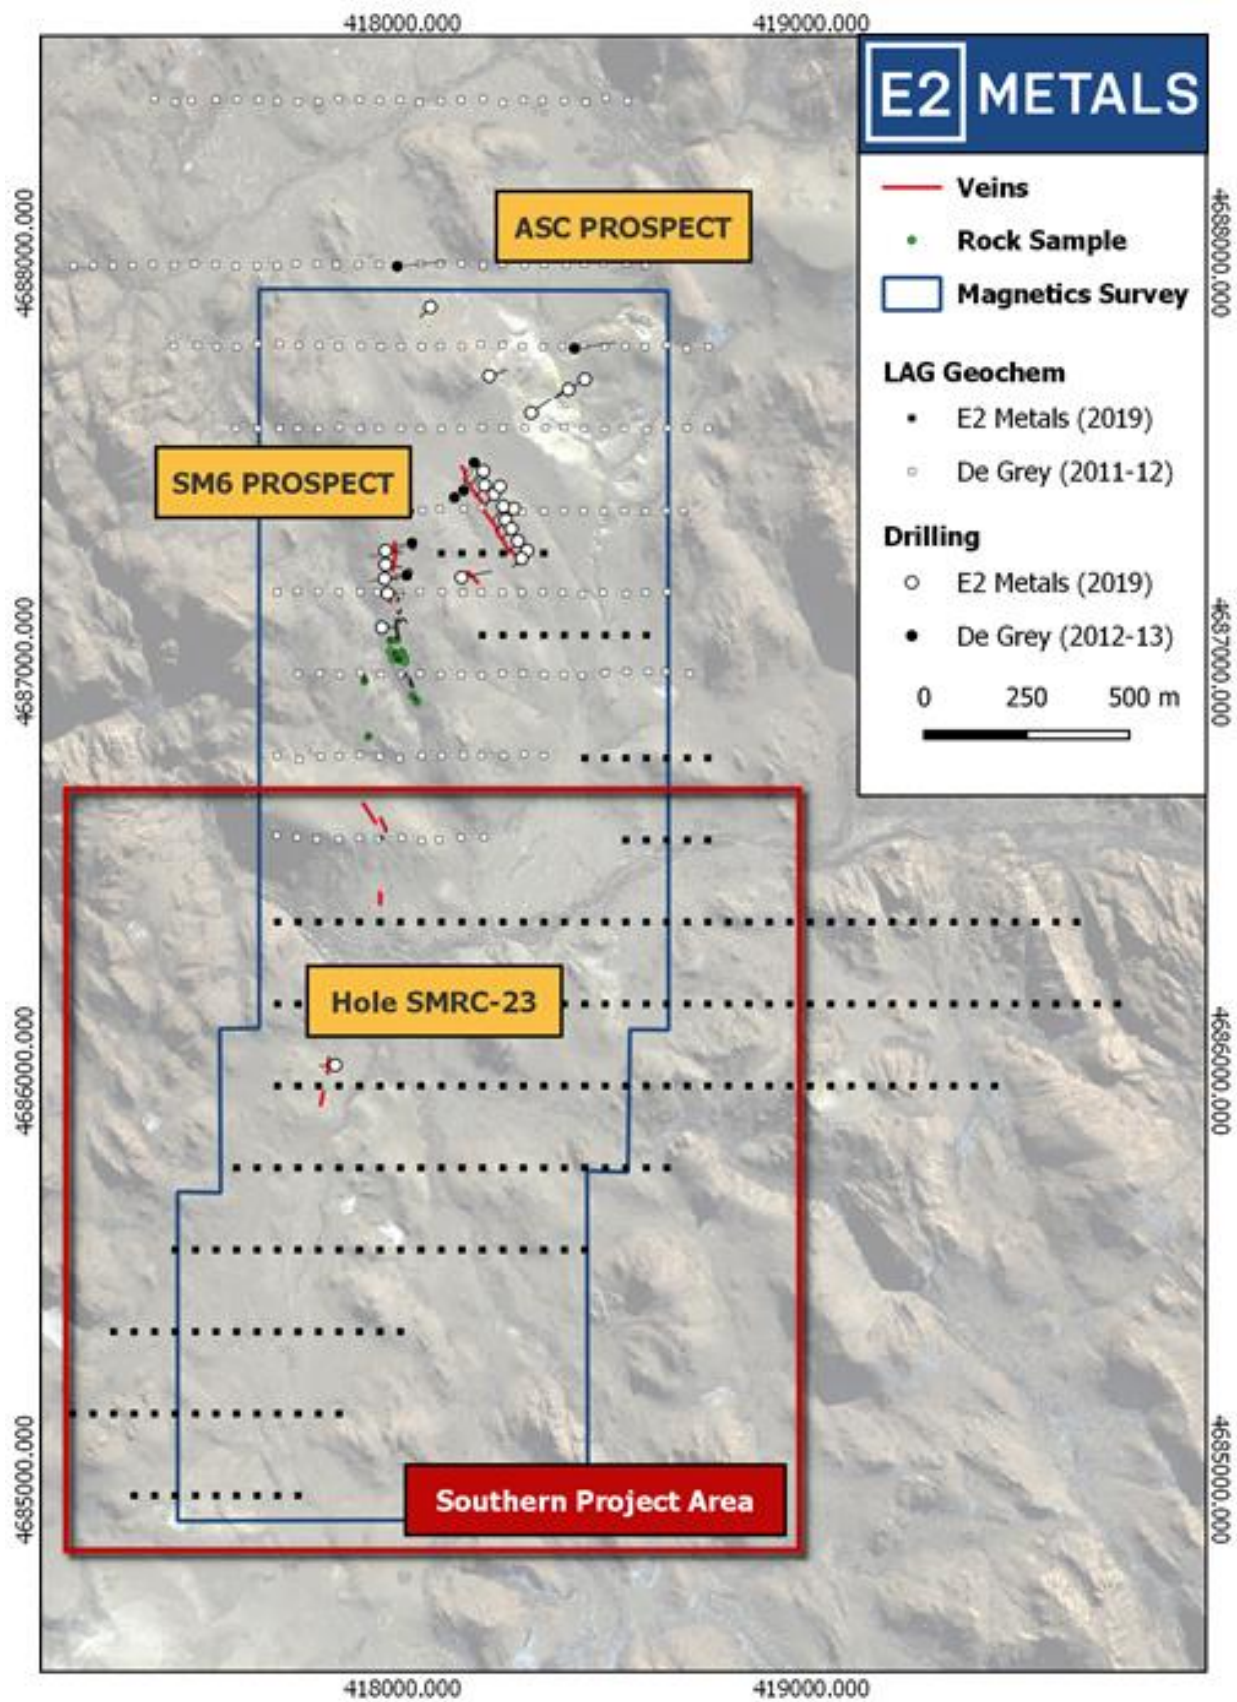 418000.000
419000.000
E2 METALS
Veins
Rock Sample
Magnetics Survey
LAG Geochem
E2 Metals (2019)
De Grey (2011-12)
Drilling
E2 Metals (2019)
De Grey (2012-13)
0 250 500 m
4688000.000
4688000.000
ASC PROSPECT
SM6 PROSPECT
4687000.000
4687000.000
Hole SMRC-23
4686000.000
4686000.000
4685000.000
4685000.000
Southern Project Area
418000.000
419000.000